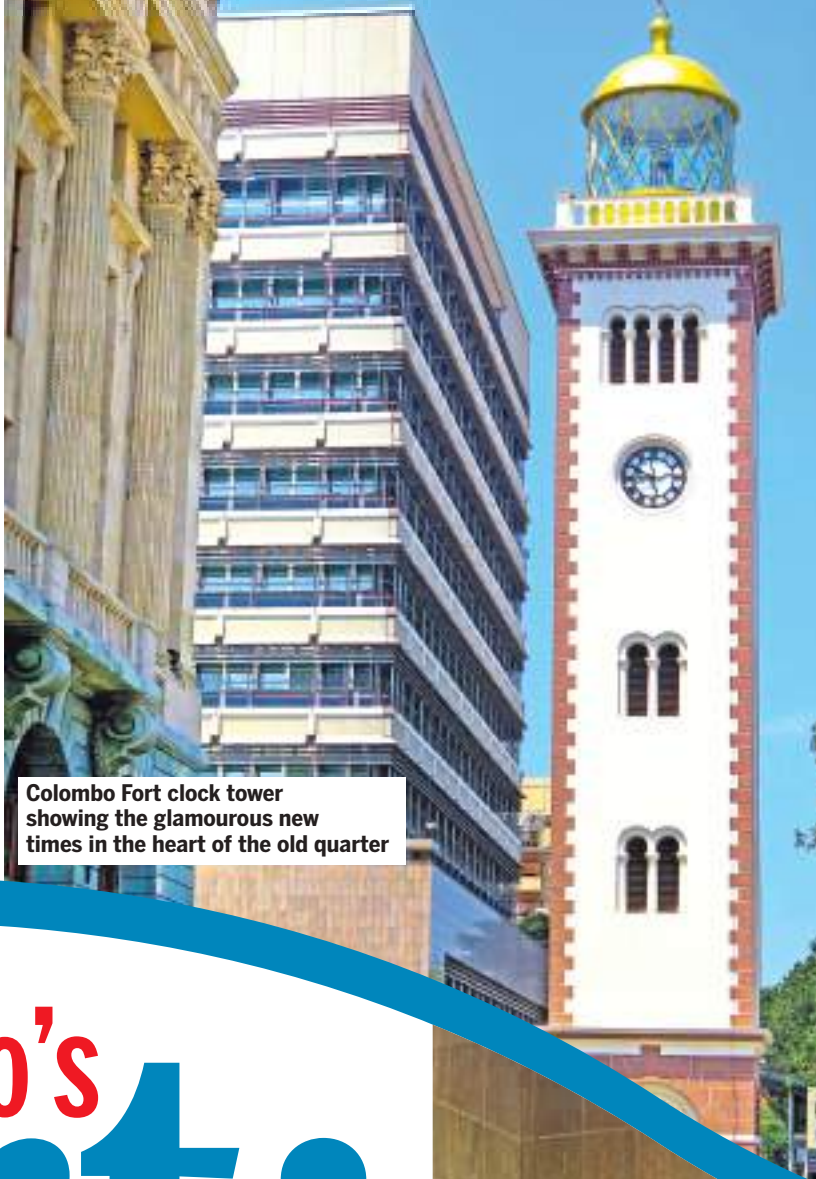 Colombo Fort clock tower
showing the glamourous new
times in the heart of the old quarter
o's